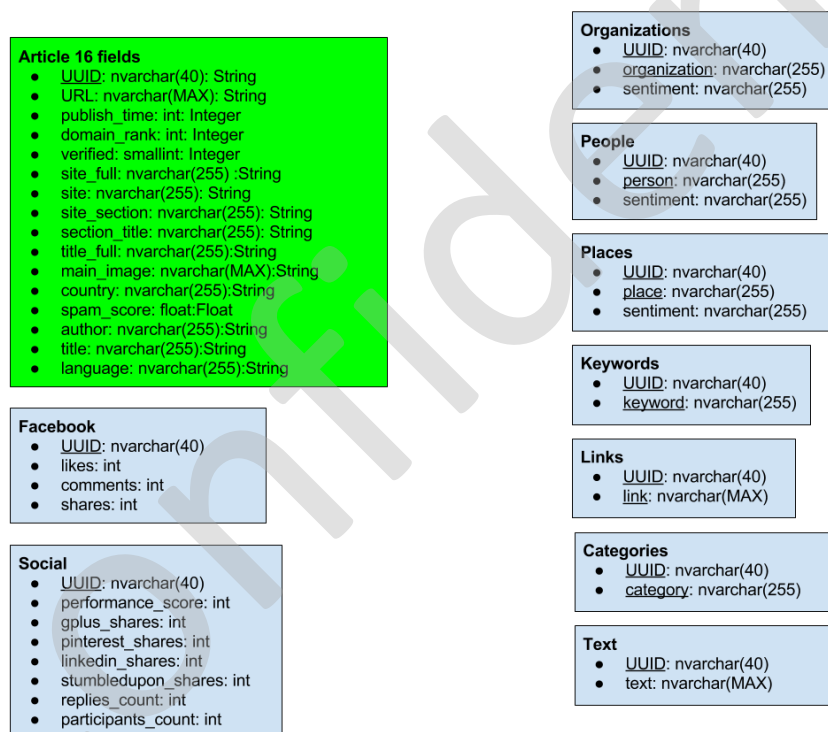 Article 16 fields
● UUID: nvarchar(40): String
● URL: nvarchar(MAX): String
● publish_time: int: Integer
● domain_rank: int: Integer
● verified: smallint: Integer
● site_full: nvarchar(255) :String
● site: nvarchar(255): String
● site_section: nvarchar(255): String
● section_title: nvarchar(255): String
● title_full: nvarchar(255):String
● main_image: nvarchar(MAX):String
● country: nvarchar(255):String
● spam_score: float:Float
● author: nvarchar(255):String
● title: nvarchar(255):String
● language: nvarchar(255):String
Facebook
● UUID: nvarchar(40)
● likes: int
● comments: int
● shares: int
Social
● UUID: nvarchar(40)
● performance_score: int
● gplus_shares: int
● pinterest_shares: int
● linkedin_shares: int
● stumbledupon_shares: int
● replies_count: int
● participants_count: int
Organizations
● UUID: nvarchar(40)
● organization: nvarchar(255)
● sentiment: nvarchar(255)
People
● UUID: nvarchar(40)
● person: nvarchar(255)
● sentiment: nvarchar(255)
Places
● UUID: nvarchar(40)
● place: nvarchar(255)
● sentiment: nvarchar(255)
Keywords
● UUID: nvarchar(40)
● keyword: nvarchar(255)
Links
● UUID: nvarchar(40)
● link: nvarchar(MAX)
Categories
● UUID: nvarchar(40)
● category: nvarchar(255)
Text
● UUID: nvarchar(40)
● text: nvarchar(MAX)